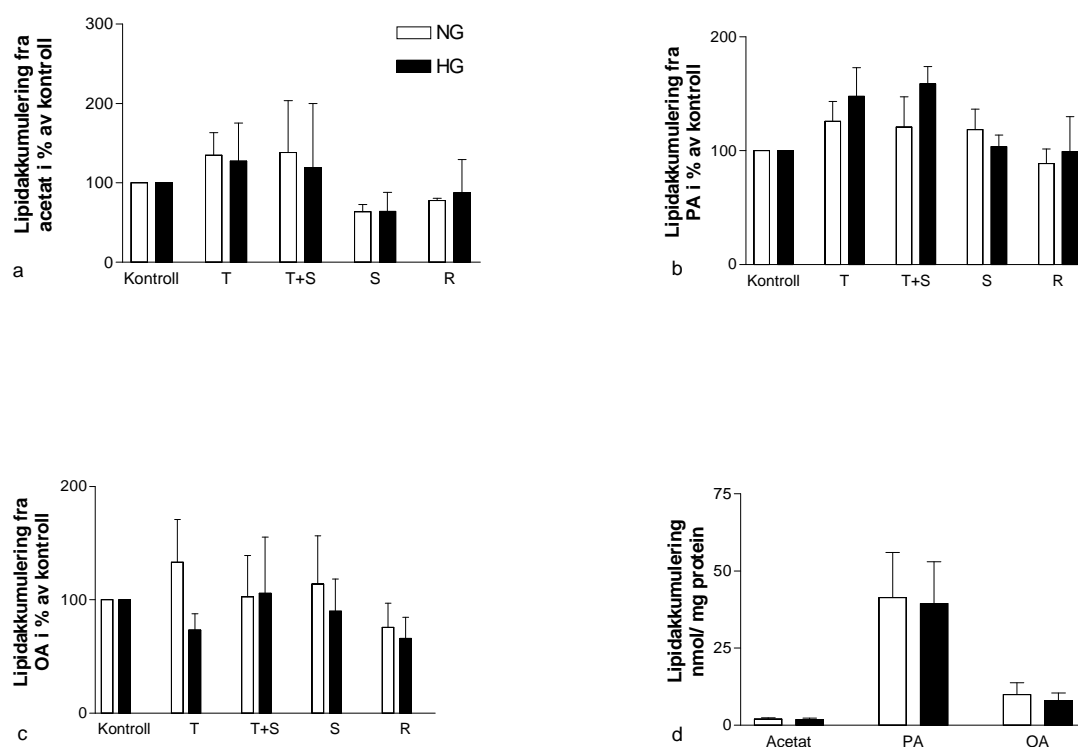 Lipidakkumulering fra
acetat i % av kontroll
300
200
100
0
NG
HG
Kontroll T T+S S R
a
Lipidakkumulering fra
PA i % av kontroll
200
100
0
Kontroll T T+S S R
b
Lipidakkumulering fra
OA i % av kontroll
200
100
0
Kontroll T T+S S R
c
Lipidakkumulering
nmol/ mg protein
75
50
25
0
Acetat PA OA
d